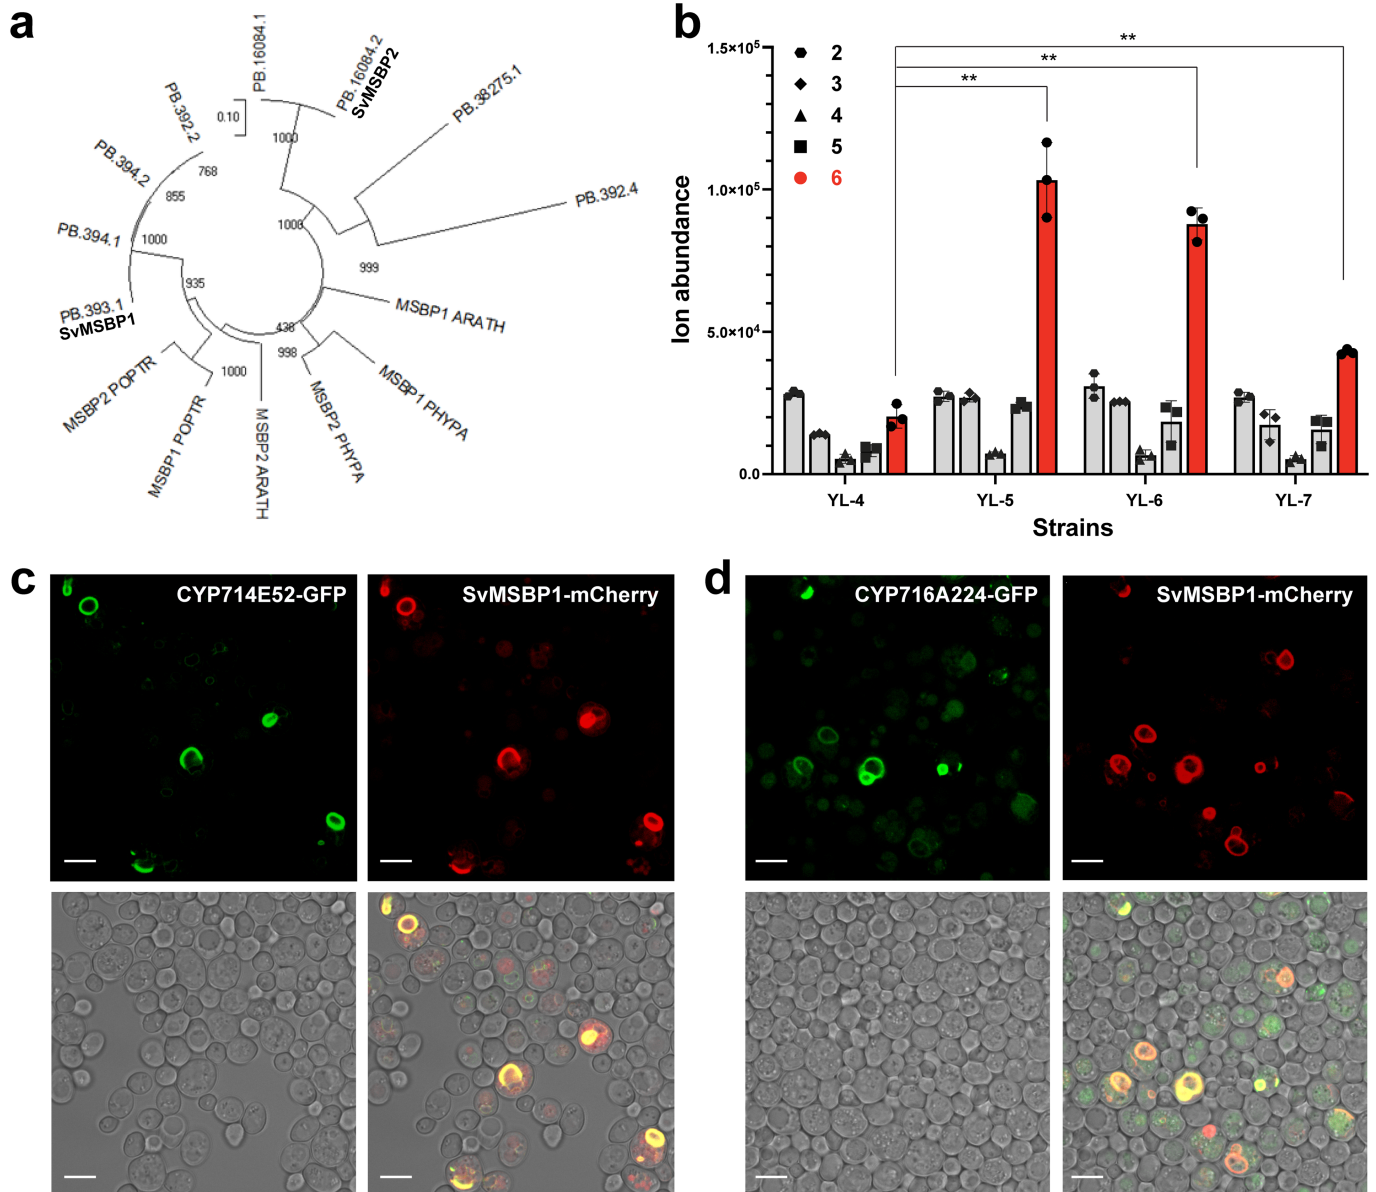 a
PB.16084.1
PB.16084.2
SvMSBP2
PB.38275.1
PB.392.2
0.10
1000
PB.394.2
768
855
PB.392.4
PB.394.1
1000
1000
999
935
MSBP1 ARATH
PB.393.1
SvMSBP1
436
998
MSBP2 POPTR
1000
MSBP1 PHYPA
MSBP1 POPTR
MSBP2 ARATH
MSBP2 PHYPA
b
1.5×10⁵
1.0×10⁵
5.0×10⁴
0.0
Ion abundance
2
3
4
5
6
**
**
**
YL-4 YL-5 YL-6 YL-7
Strains
c
CYP714E52-GFP
SvMSBP1-mCherry
d
CYP716A224-GFP
SvMSBP1-mCherry